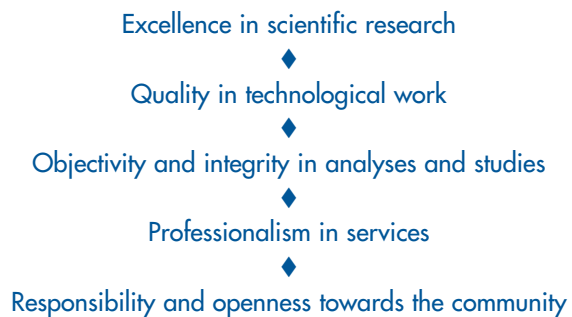 Excellence in scientific research
♦
Quality in technological work
♦
Objectivity and integrity in analyses and studies
♦
Professionalism in services
♦
Responsibility and openness towards the community